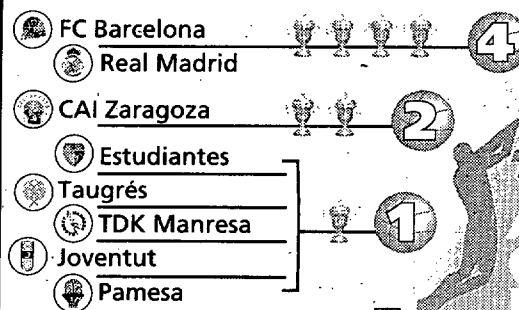 FC Barcelona
4
Real Madrid
CAI Zaragoza
2
Estudiantes
Taugrés
TDK Manresa
1
Joventut
Pamesa